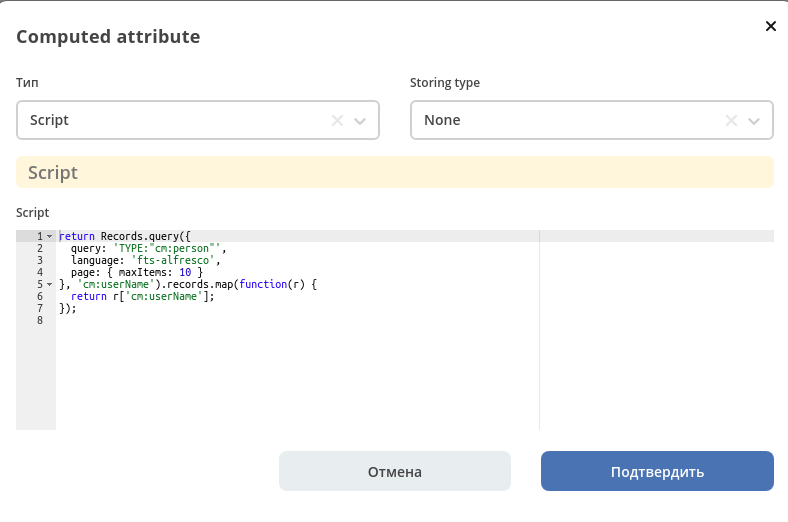 Computed attribute
Тип
Storing type
Script
None
Script
Script
1 return Records.query({
2   query: 'TYPE:"cm:person"',
3   language: 'fts-alfresco',
4   page: { maxItems: 10 }
5 }, 'cm:userName').records.map(function(r) {
6   return r['cm:userName'];
7 });
8
Отмена
Подтвердить